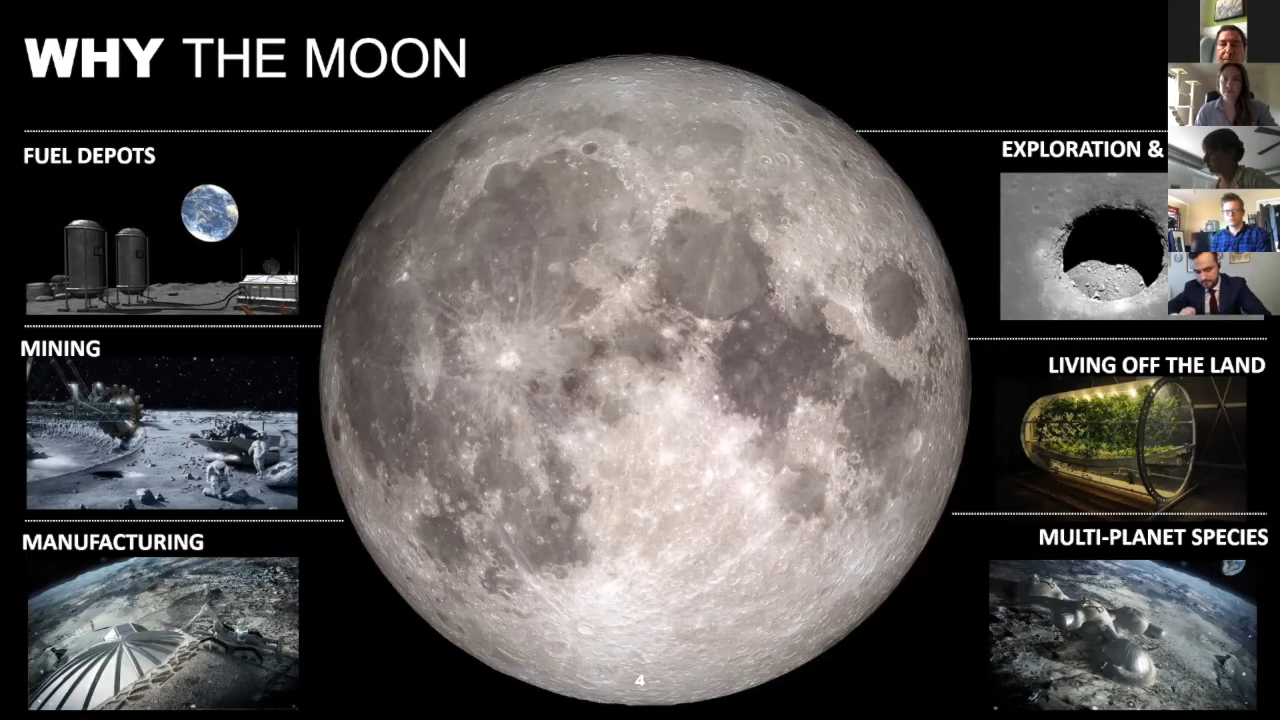 WHY THE MOON
FUEL DEPOTS
EXPLORATION &
MINING
LIVING OFF THE LAND
MANUFACTURING
MULTI-PLANET SPECIES
4